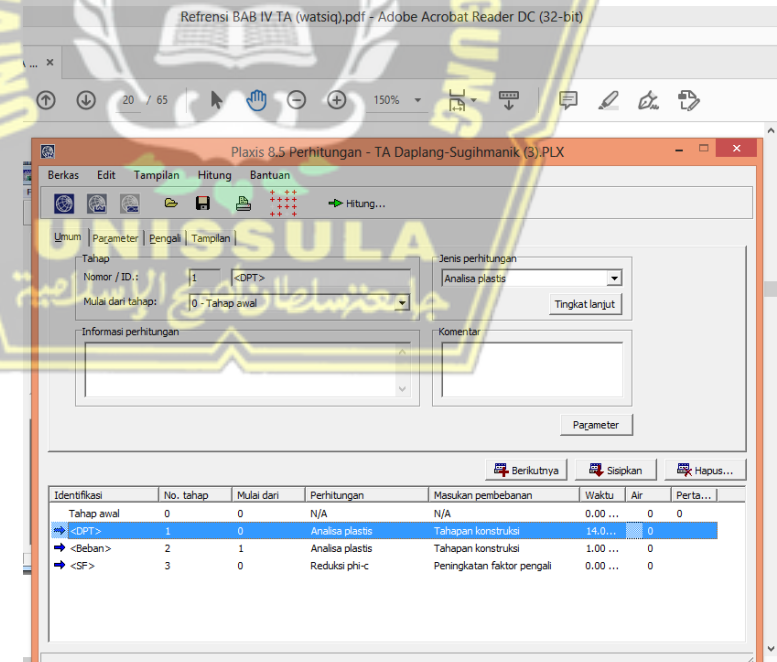 Refrensi BAB IV TA (watsiq).pdf - Adobe Acrobat Reader DC (32-bit)
... ×
20 / 65 150%
Plaxis 8.5 Perhitungan - TA Daplang-Sugihmanik (3).PLX
Berkas Edit Tampilan Hitung Bantuan
Hitung...
Umum Parameter Pengali Tampilan
Tahap
Nomor / ID.: 1 <DPT>
Mulai dari tahap: 0 - Tahap awal
Jenis perhitungan
Analisa plastis
Tingkat lanjut
Informasi perhitungan
Komentar
Parameter
UNISSULA
جامعتنسلطان أجونج الإسلامية
Berikutnya Sisipkan Hapus...
Identifikasi No. tahap Mulai dari Perhitungan Masukan pembebanan Waktu Air Perta...
Tahap awal 0 0 N/A N/A 0.00 ... 0 0
<DPT> 1 0 Analisa plastis Tahapan konstruksi 14.0... 0
<Beban> 2 1 Analisa plastis Tahapan konstruksi 1.00 ... 0
<SF> 3 0 Reduksi phi-c Peningkatan faktor pengali 0.00 ... 0